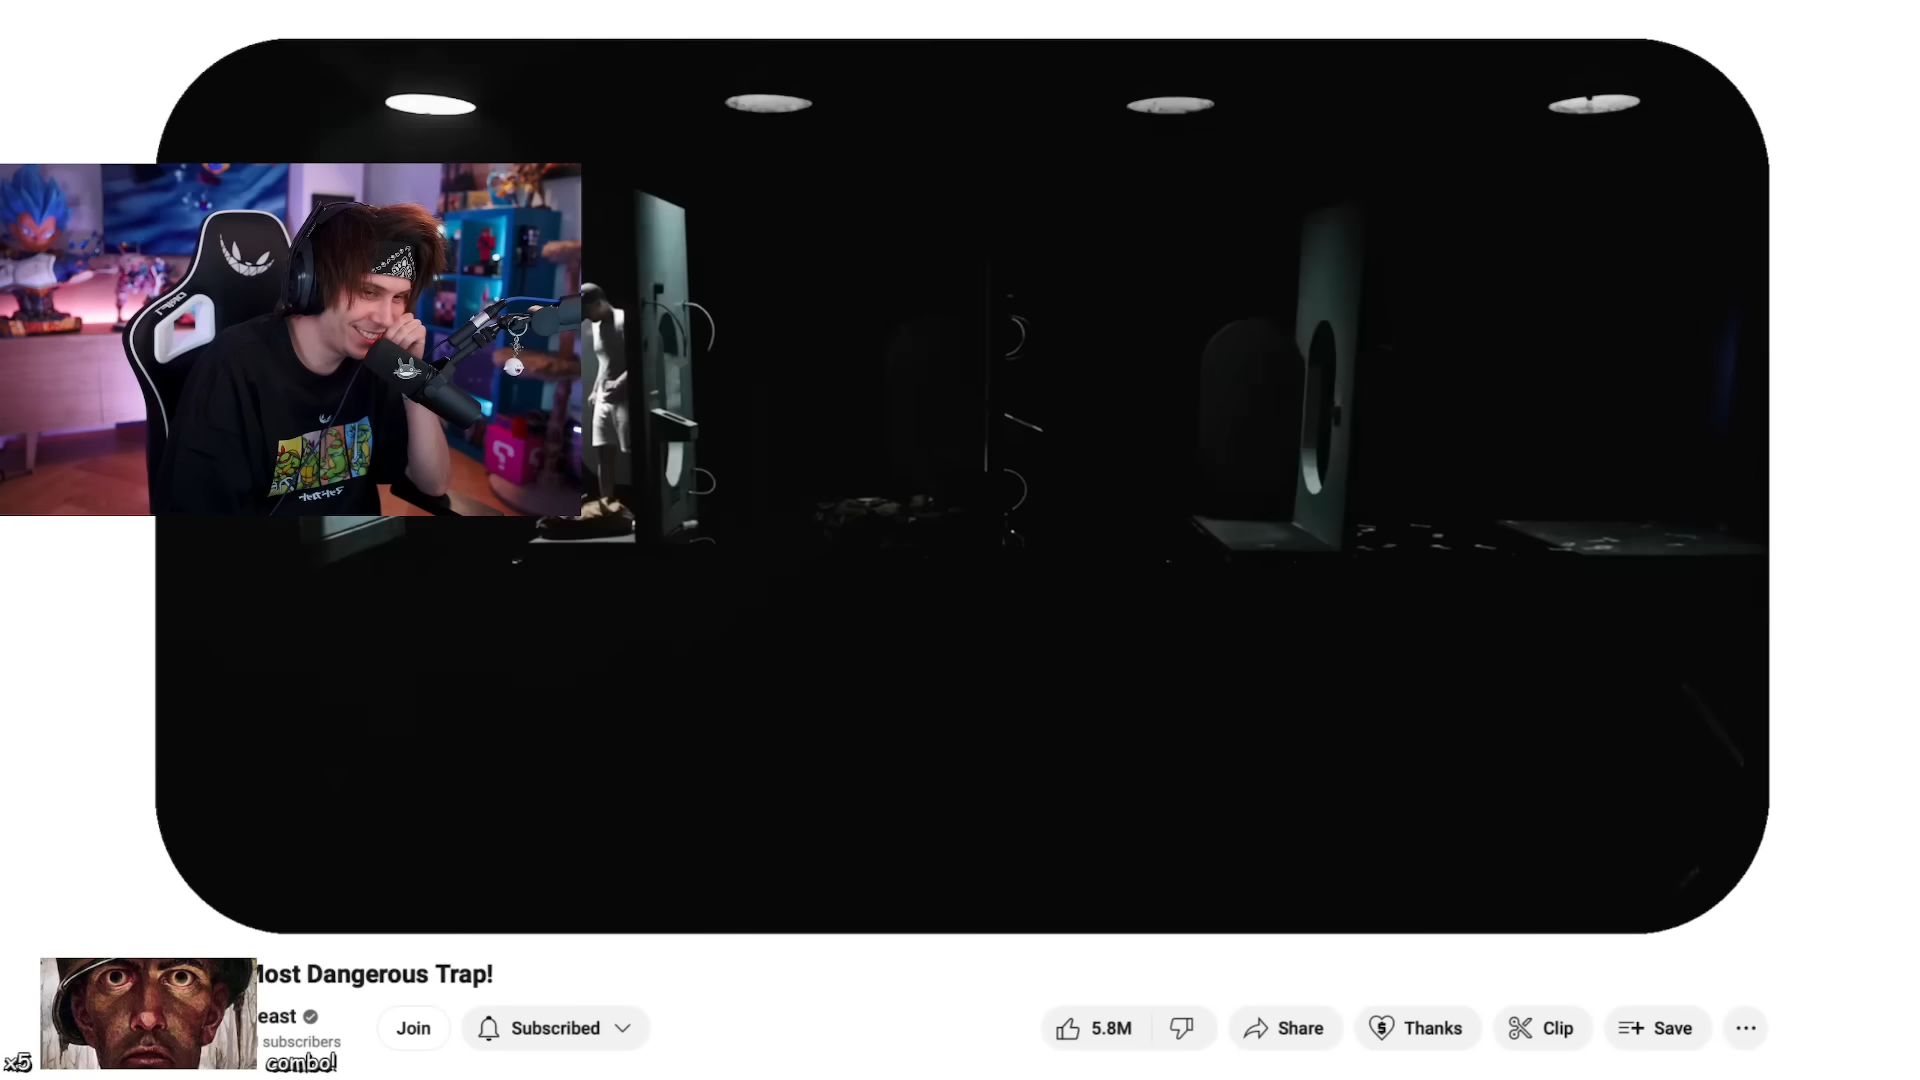 Most Dangerous Trap!
east
subscribers
Join
Subscribed
5.8M
Share
Thanks
Clip
Save
x5
combo!